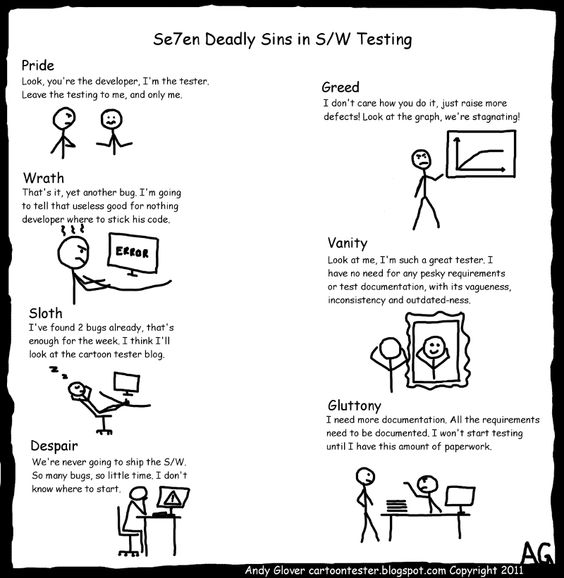 Se7en Deadly Sins in S/W Testing
Pride
Look, you're the developer, I'm the tester.
Leave the testing to me, and only me.
Wrath
That's it, yet another bug. I'm going
to tell that useless good for nothing
developer where to stick his code.
ERROR
Sloth
I've found 2 bugs already, that's
enough for the week. I think I'll
look at the cartoon tester blog.
z z
Despair
We're never going to ship the S/W.
So many bugs, so little time. I don't
know where to start.
Greed
I don't care how you do it, just raise more
defects! Look at the graph, we're stagnating!
Vanity
Look at me, I'm such a great tester. I
have no need for any pesky requirements
or test documentation, with its vagueness,
inconsistency and outdated-ness.
Gluttony
I need more documentation. All the requirements
need to be documented. I won't start testing
until I have this amount of paperwork.
AG
Andy Glover cartoontester.blogspot.com Copyright 2011